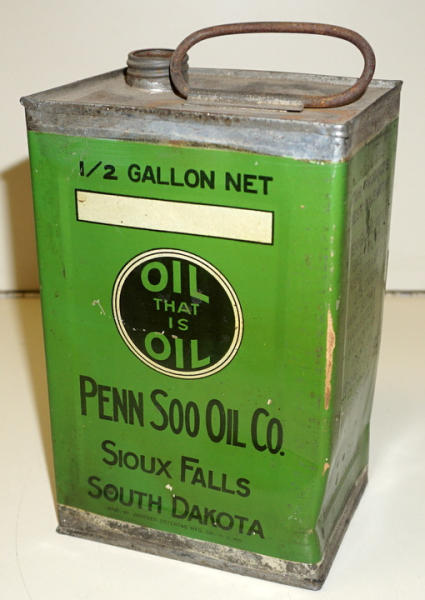 1/2 GALLON NET
OIL
THAT
IS
OIL
PENN SOO OIL CO.
SIOUX FALLS
SOUTH DAKOTA